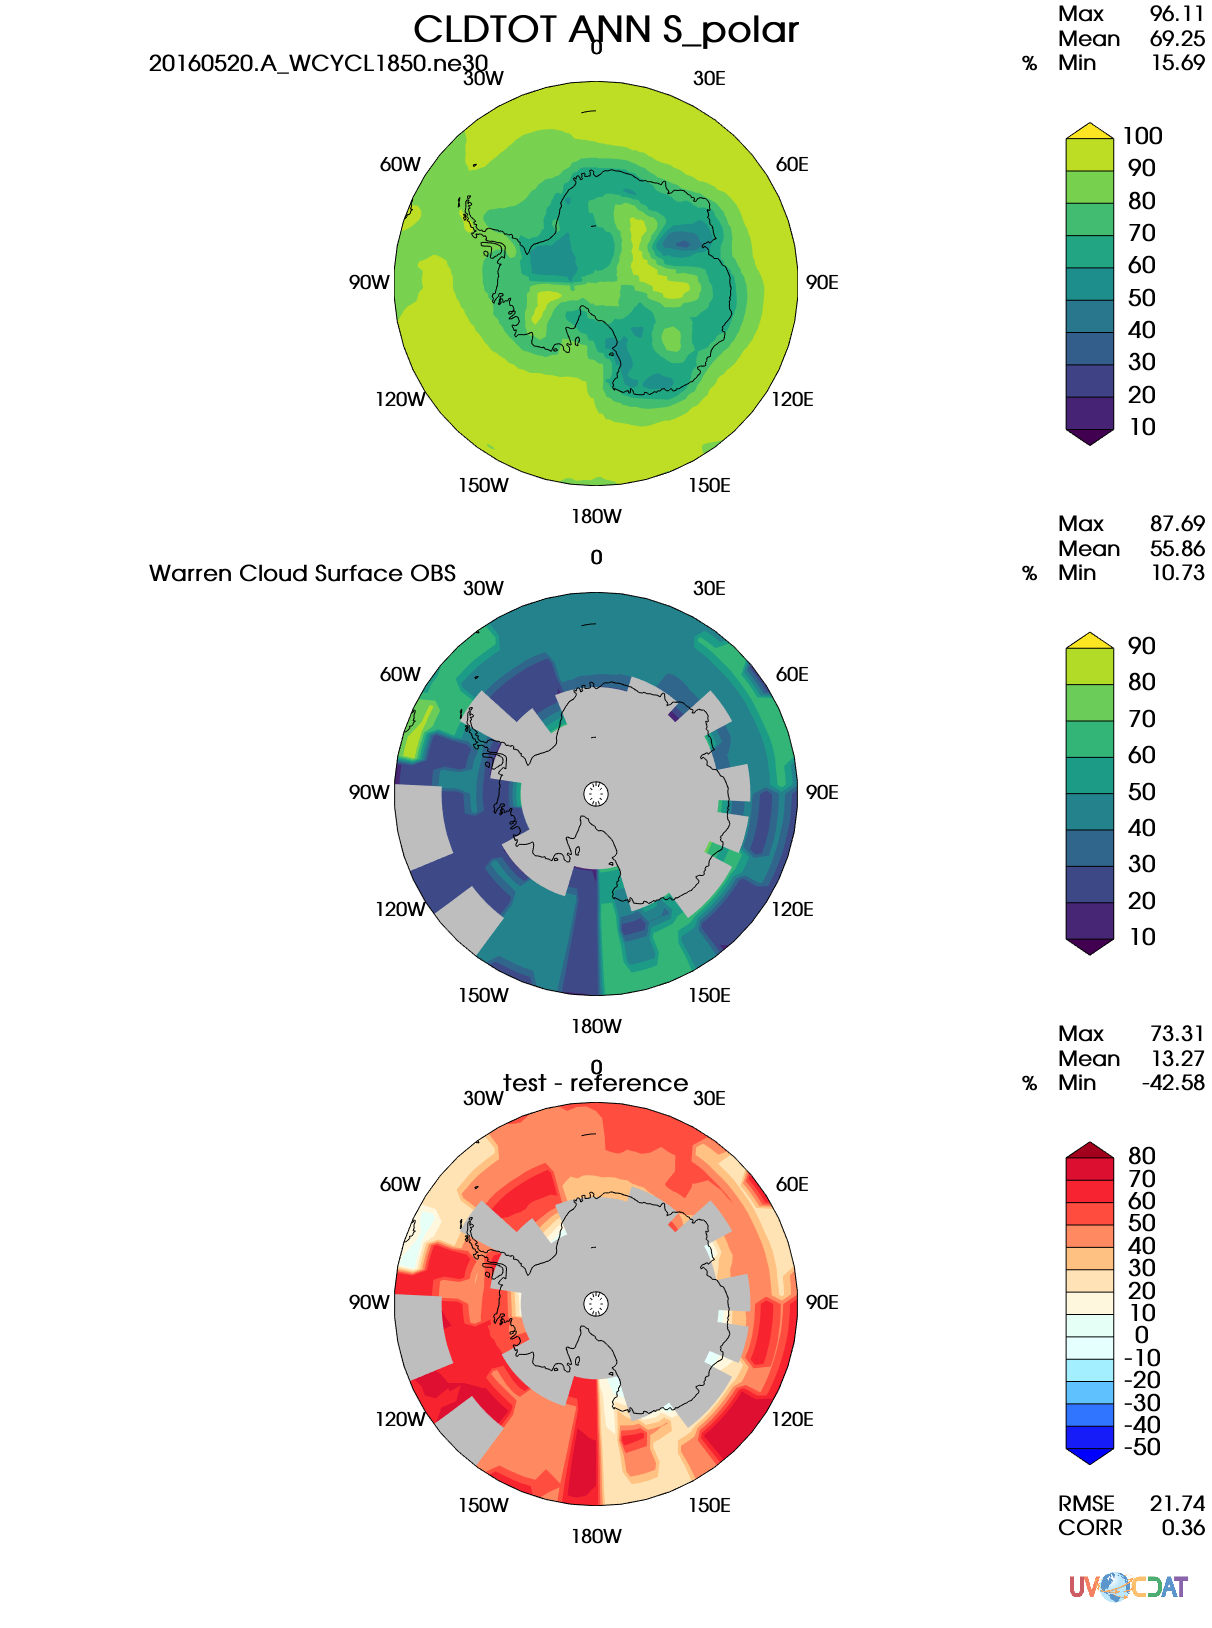 CLDTOT ANN S_polar
Max 96.11
Mean 69.25
% Min 15.69
20160520.A_WCYCL1850.ne30
0
30W 30E
60W 60E
90W 90E
120W 120E
150W 150E
180W
100
90
80
70
60
50
40
30
20
10
Max 87.69
Mean 55.86
% Min 10.73
Warren Cloud Surface OBS
0
30W 30E
60W 60E
90W 90E
120W 120E
150W 150E
180W
90
80
70
60
50
40
30
20
10
Max 73.31
Mean 13.27
% Min -42.58
test - reference
0
30W 30E
60W 60E
90W 90E
120W 120E
150W 150E
180W
80
70
60
50
40
30
20
10
0
-10
-20
-30
-40
-50
RMSE 21.74
CORR 0.36
UV CDAT